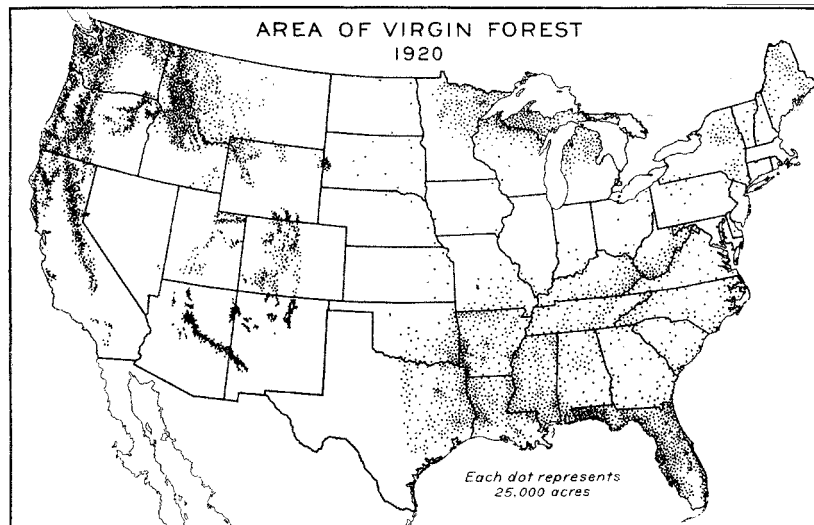 AREA OF VIRGIN FOREST
1920
Each dot represents
25,000 acres